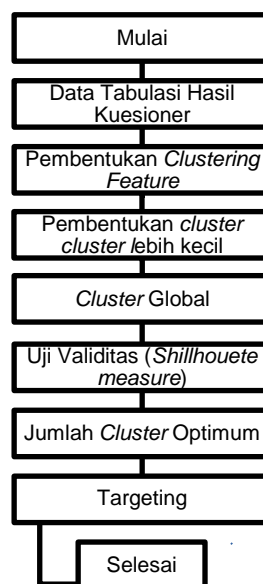 Mulai
Data Tabulasi Hasil
Kuesioner
Pembentukan Clustering
Feature
Pembentukan cluster
cluster lebih kecil
Cluster Global
Uji Validitas (Shillhouete
measure)
Jumlah Cluster Optimum
Targeting
Selesai